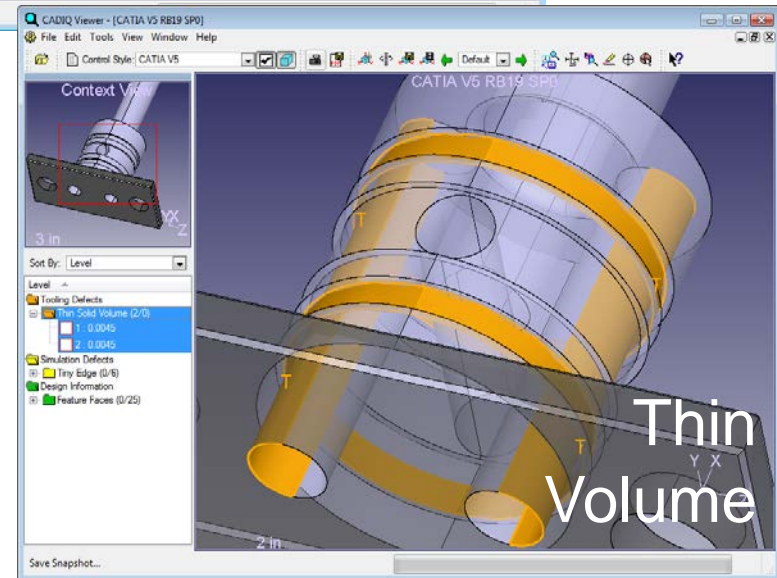 CADIQ Viewer - [CATIA V5 RB19 SP0]
File Edit Tools View Window Help
Control Style: CATIA V5
Default
Context View
3 in
X
Z
Sort By: Level
Level
Tooling Defects
Thin Solid Volume (2/0)
1 : 0.0045
2 : 0.0045
Simulation Defects
Tiny Edge (0/6)
Design Information
Feature Faces (0/25)
CATIA V5 RB19 SP0
T
T
T
T
Thin
Y X
Volume
2 in
Save Snapshot...